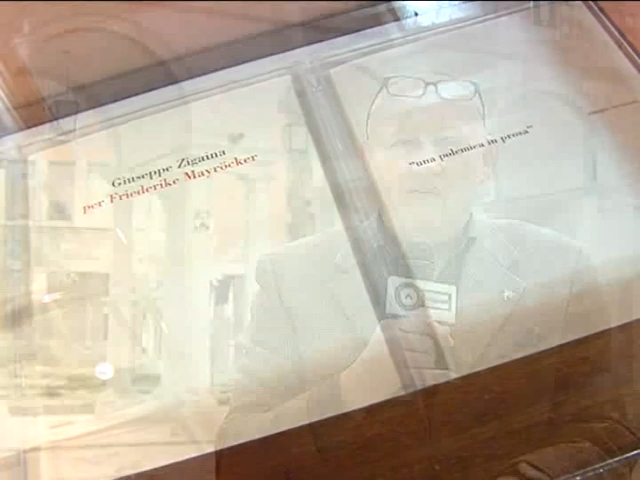 Giuseppe Zigaina
per Friederike Mayröcker
"una polemica in prosa"